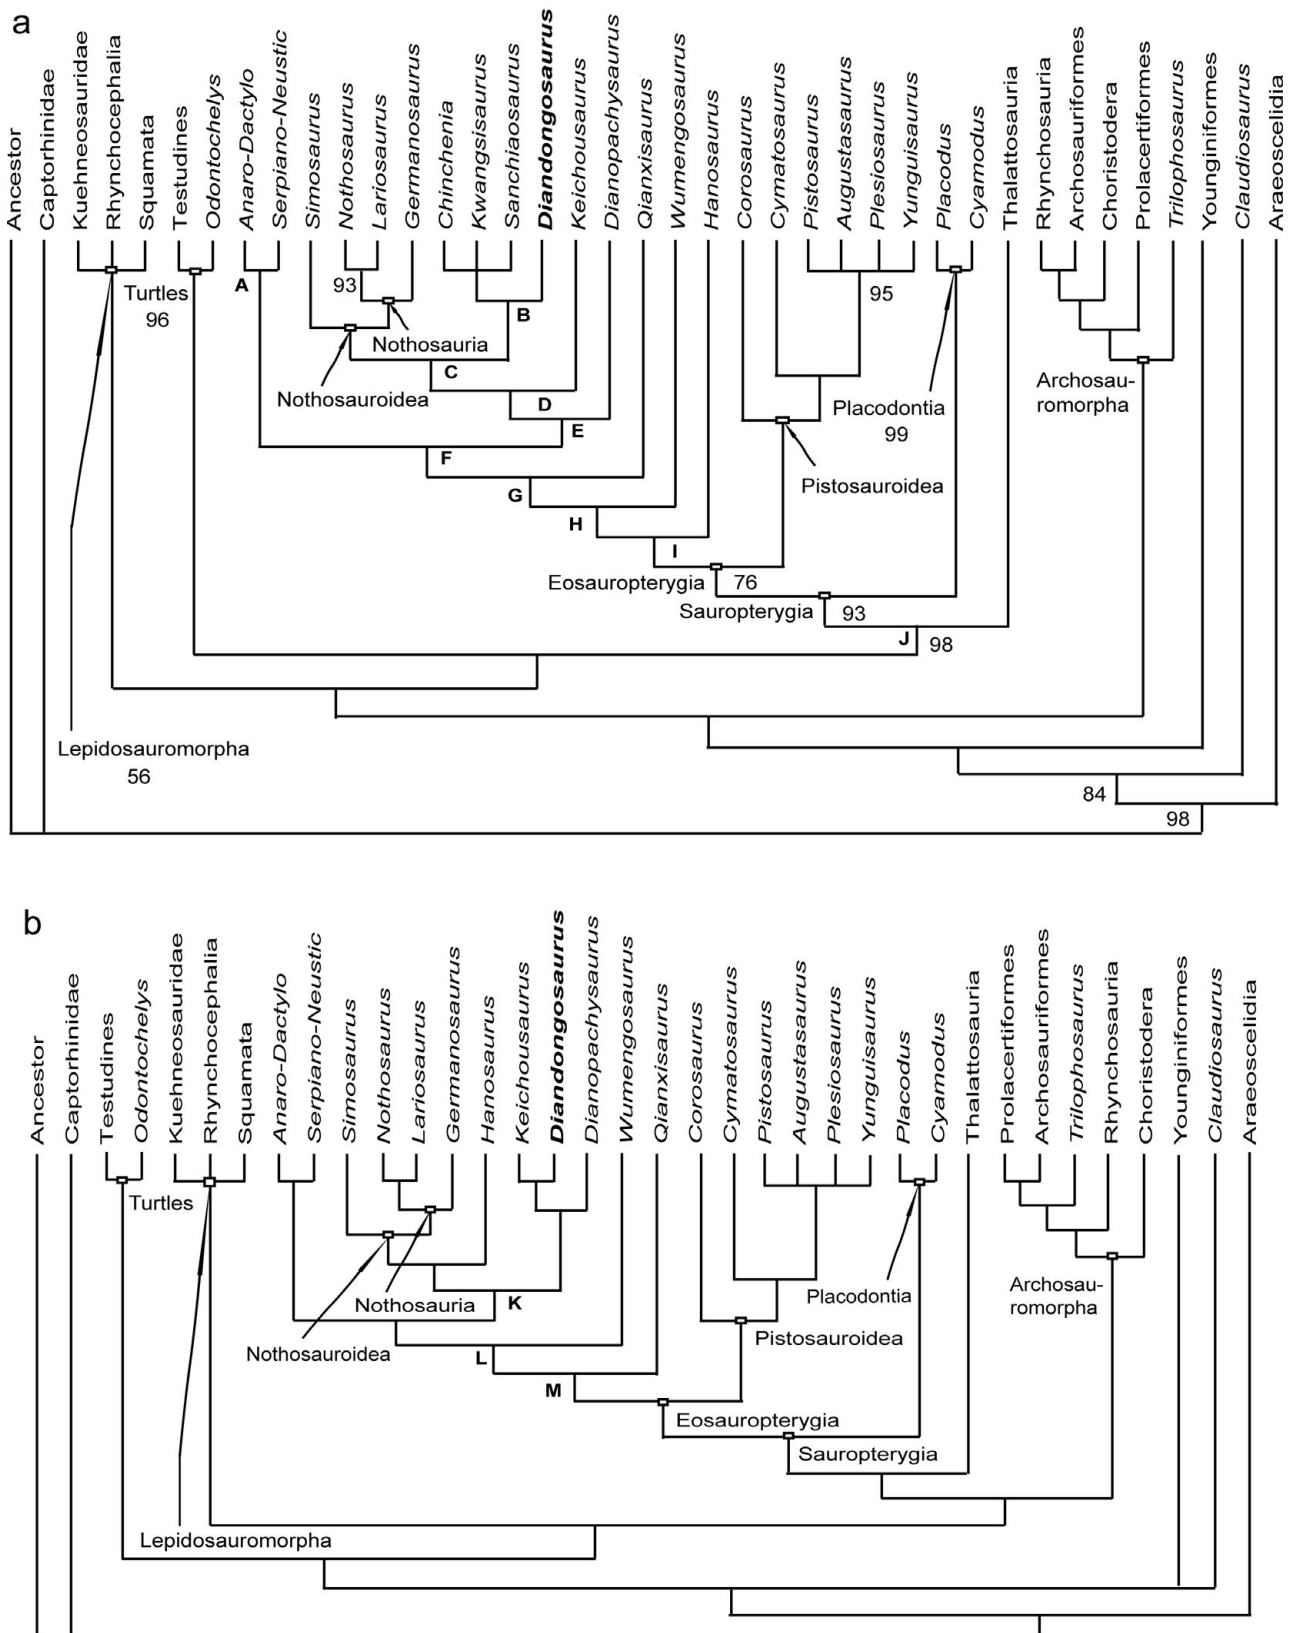 a
Ancestor
Captorhinidae
Kuehneosauridae
Rhynchocephalia
Squamata
Testudines
Odontochelys
Anaro-Dactylo
Serpiano-Neustic
Simosaurus
Nothosaurus
Lariosaurus
Germanosaurus
Chinchenia
Kwangsisaurus
Sanchiaosaurus
Diandongosaurus
Keichousaurus
Dianopachysaurus
Qianxisaurus
Wumengosaurus
Hanosaurus
Corosaurus
Cymatosaurus
Pistosaurus
Augustasaurus
Plesiosaurus
Yunguisaurus
Placodus
Cyamodus
Thalattosauria
Rhynchosauria
Archosauriformes
Choristodera
Prolacertiformes
Trilophosaurus
Younginiformes
Claudiosaurus
Araeoscelidia
Turtles
96
A
93
B
95
Nothosauria
C
Nothosauroidea
D
E
F
G
H
I
Placodontia
99
Archosau-
romorpha
Pistosauroidea
Eosauropterygia
76
Sauropterygia
93
J
98
Lepidosauromorpha
56
84
98
b
Ancestor
Captorhinidae
Testudines
Odontochelys
Kuehneosauridae
Rhynchocephalia
Squamata
Anaro-Dactylo
Serpiano-Neustic
Simosaurus
Nothosaurus
Lariosaurus
Germanosaurus
Hanosaurus
Keichousaurus
Diandongosaurus
Dianopachysaurus
Wumengosaurus
Qianxisaurus
Corosaurus
Cymatosaurus
Pistosaurus
Augustasaurus
Plesiosaurus
Yunguisaurus
Placodus
Cyamodus
Thalattosauria
Prolacertiformes
Archosauriformes
Trilophosaurus
Rhynchosauria
Choristodera
Younginiformes
Claudiosaurus
Araeoscelidia
Turtles
Nothosauria
K
Nothosauroidea
L
M
Placodontia
Archosau-
romorpha
Pistosauroidea
Eosauropterygia
Sauropterygia
Lepidosauromorpha